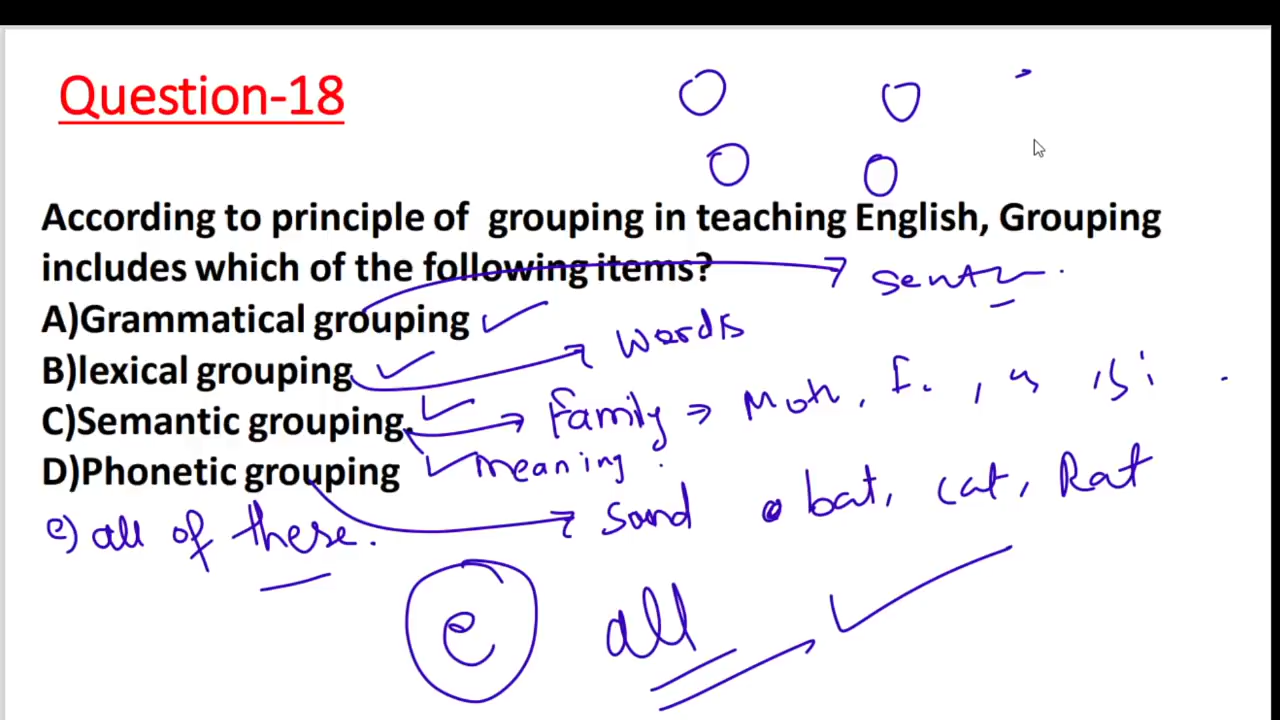 Question-18
According to principle of grouping in teaching English, Grouping
includes which of the following items?
A)Grammatical grouping
B)lexical grouping words
C)Semantic grouping. Family → Moth, F.
D)Phonetic grouping meaning.
e) all of these. Sound bat, cat, Rat
e all